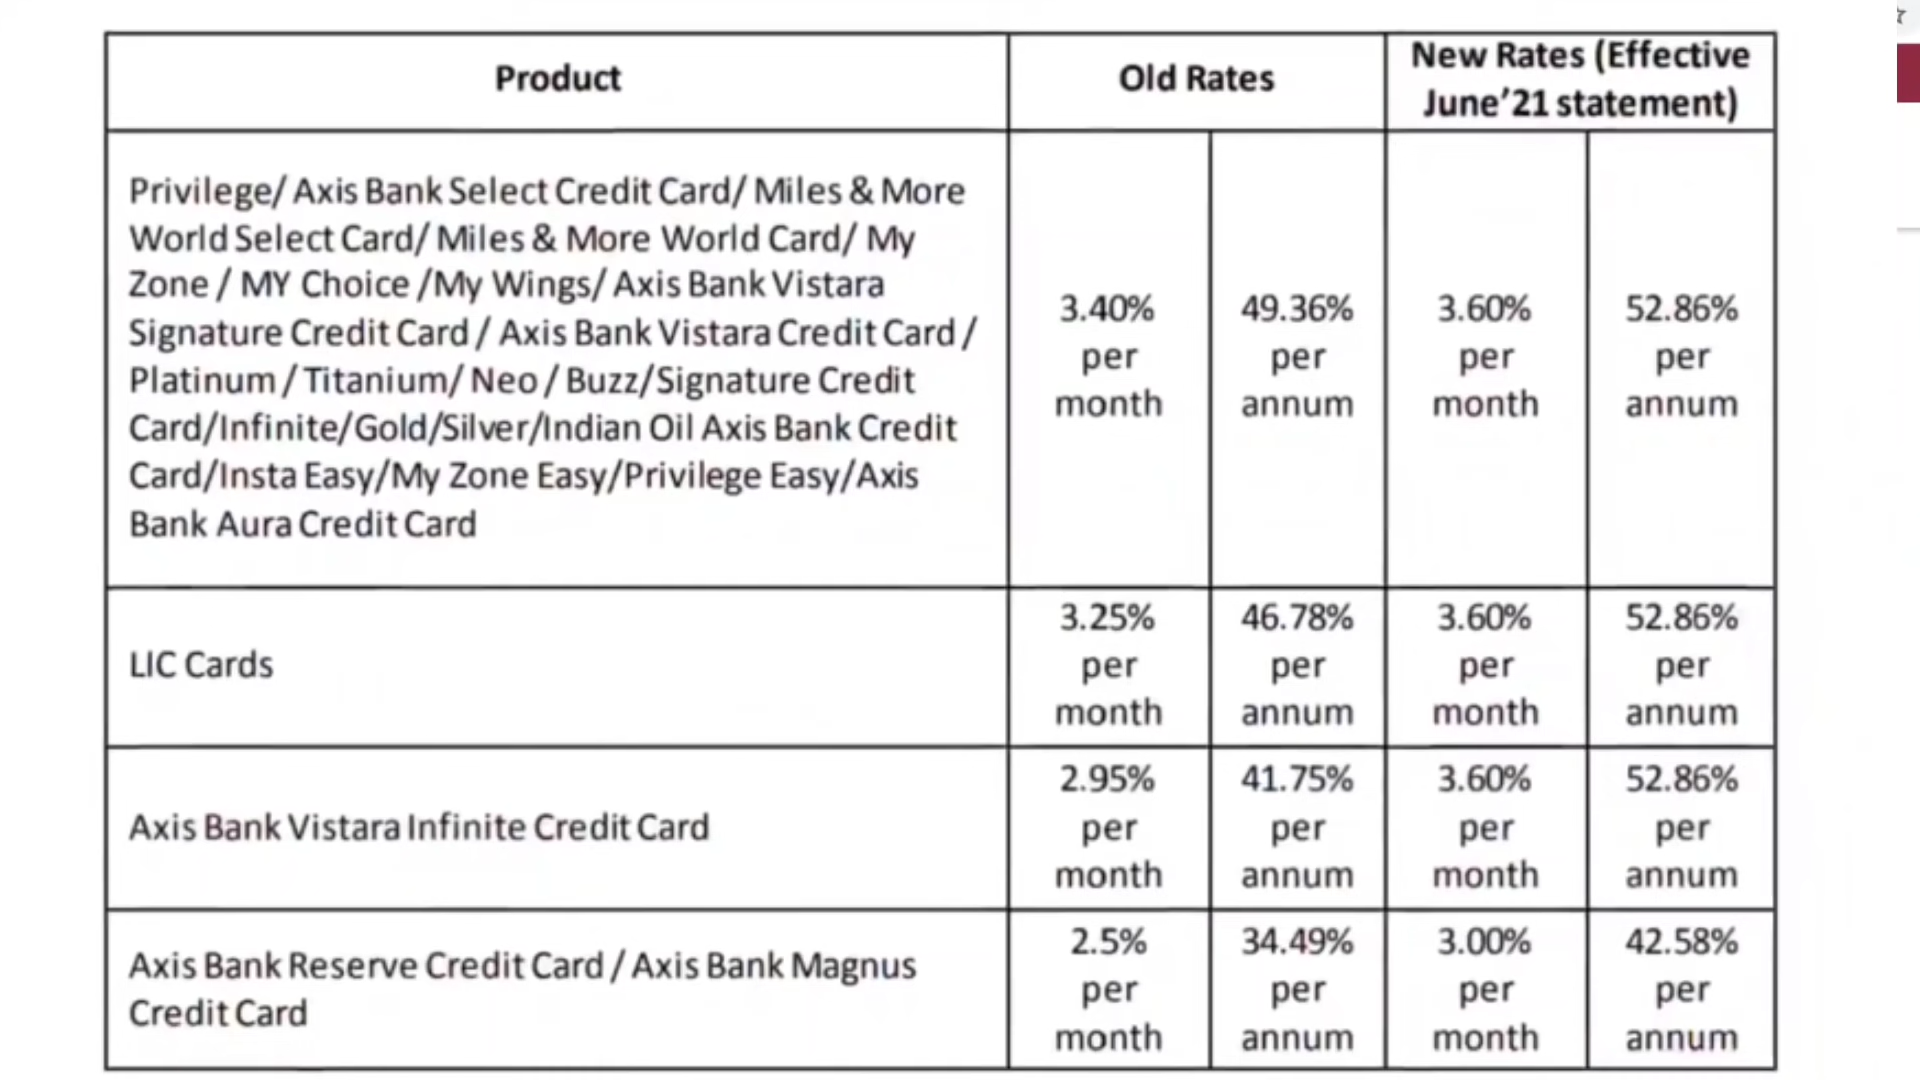 Product
Old Rates
New Rates (Effective
June’21 statement)
Privilege/ Axis Bank Select Credit Card/ Miles & More
World Select Card/ Miles & More World Card/ My
Zone / MY Choice /My Wings/ Axis Bank Vistara
Signature Credit Card / Axis Bank Vistara Credit Card /
Platinum / Titanium/ Neo / Buzz/Signature Credit
Card/Infinite/Gold/Silver/Indian Oil Axis Bank Credit
Card/Insta Easy/My Zone Easy/Privilege Easy/Axis
Bank Aura Credit Card
3.40%
per
month
49.36%
per
annum
3.60%
per
month
52.86%
per
annum
LIC Cards
3.25%
per
month
46.78%
per
annum
3.60%
per
month
52.86%
per
annum
Axis Bank Vistara Infinite Credit Card
2.95%
per
month
41.75%
per
annum
3.60%
per
month
52.86%
per
annum
Axis Bank Reserve Credit Card / Axis Bank Magnus
Credit Card
2.5%
per
month
34.49%
per
annum
3.00%
per
month
42.58%
per
annum